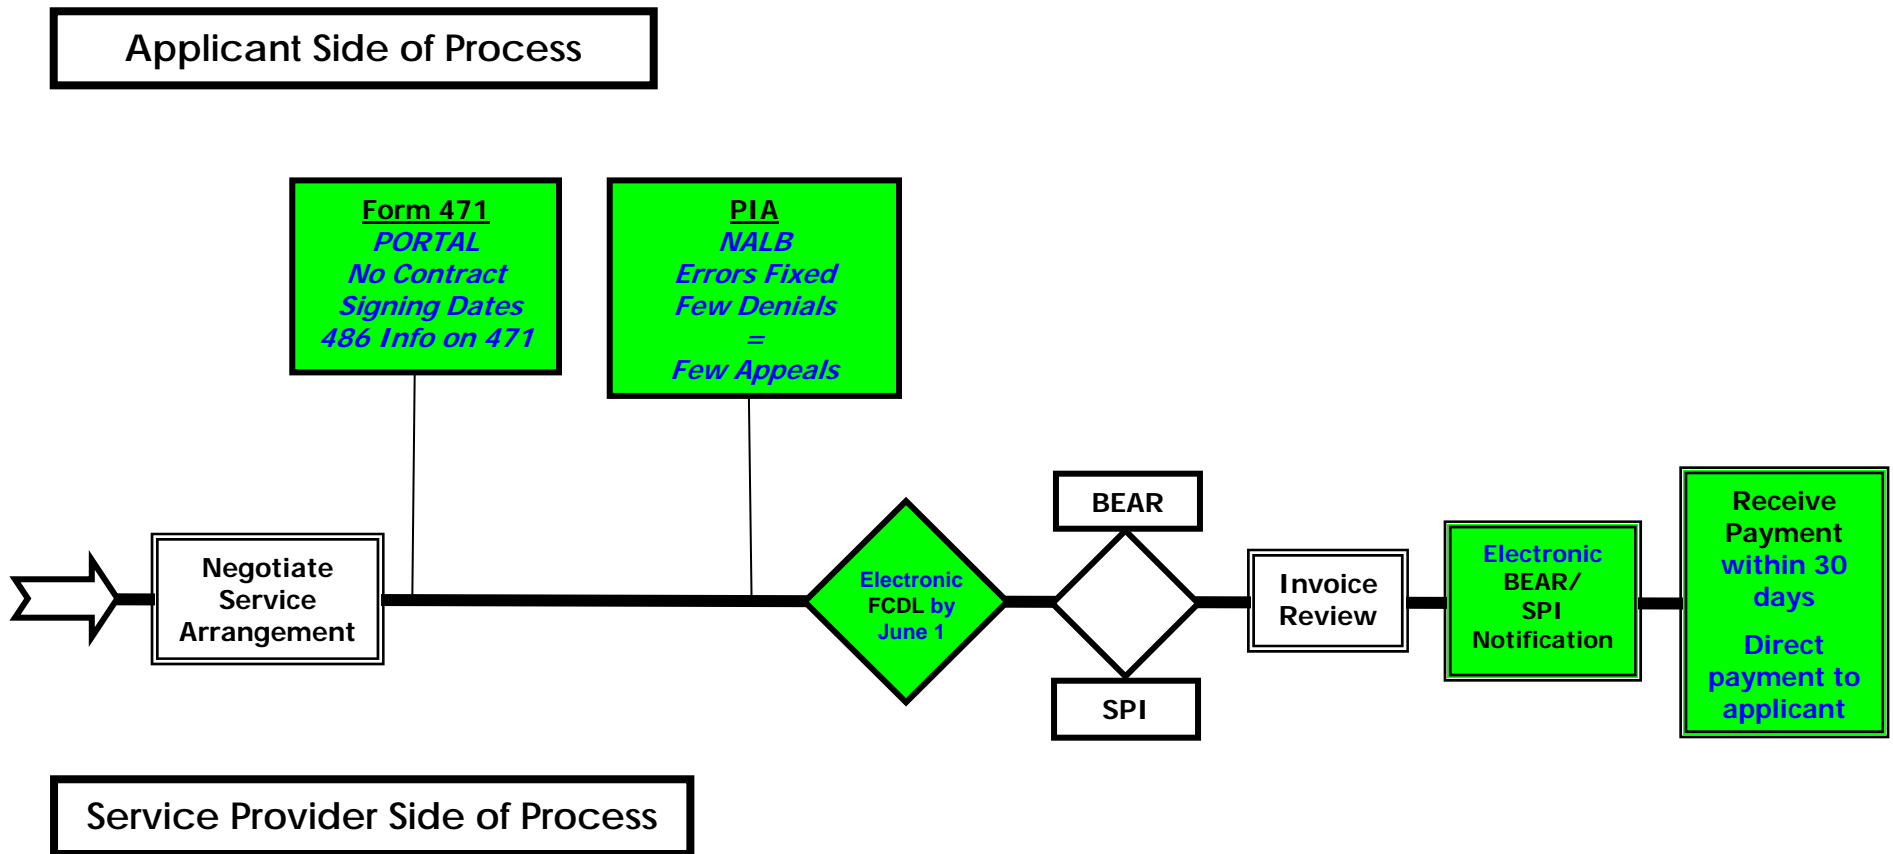 Applicant Side of Process
Form 471
PORTAL
No Contract
Signing Dates
486 Info on 471
PIA
NALB
Errors Fixed
Few Denials
=
Few Appeals
Negotiate
Service
Arrangement
Electronic
FCDL by
June 1
BEAR
SPI
Invoice
Review
Electronic
BEAR/
SPI
Notification
Receive
Payment
within 30
days
Direct
payment to
applicant
Service Provider Side of Process